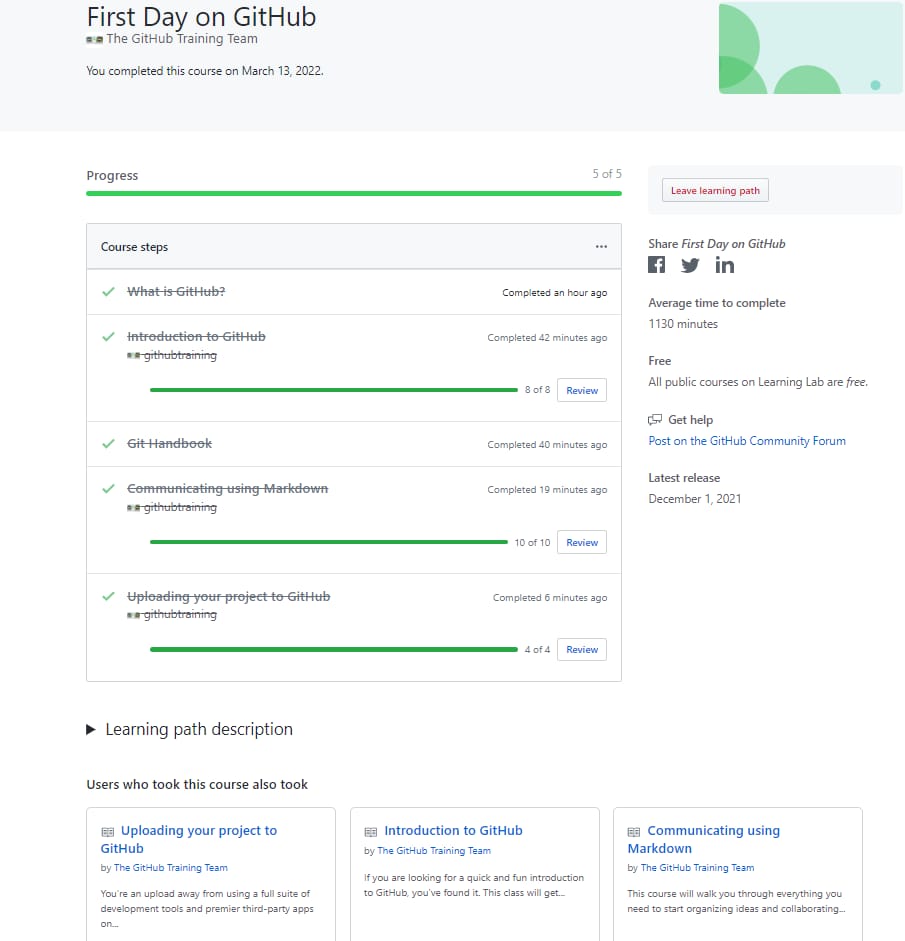 First Day on GitHub
The GitHub Training Team
You completed this course on March 13, 2022.
Progress
5 of 5
Course steps
...
What is GitHub?
Completed an hour ago
Introduction to GitHub
Completed 42 minutes ago
githubtraining
8 of 8
Review
Git Handbook
Completed 40 minutes ago
Communicating using Markdown
Completed 19 minutes ago
githubtraining
10 of 10
Review
Uploading your project to GitHub
Completed 6 minutes ago
githubtraining
4 of 4
Review
Leave learning path
Share First Day on GitHub
Average time to complete
1130 minutes
Free
All public courses on Learning Lab are free.
Get help
Post on the GitHub Community Forum
Latest release
December 1, 2021
Learning path description
Users who took this course also took
Uploading your project to
GitHub
by The GitHub Training Team
You're an upload away from using a full suite of
development tools and premier third-party apps
on...
Introduction to GitHub
by The GitHub Training Team
If you are looking for a quick and fun introduction
to GitHub, you've found it. This class will get...
Communicating using
Markdown
by The GitHub Training Team
This course will walk you through everything you
need to start organizing ideas and collaborating...